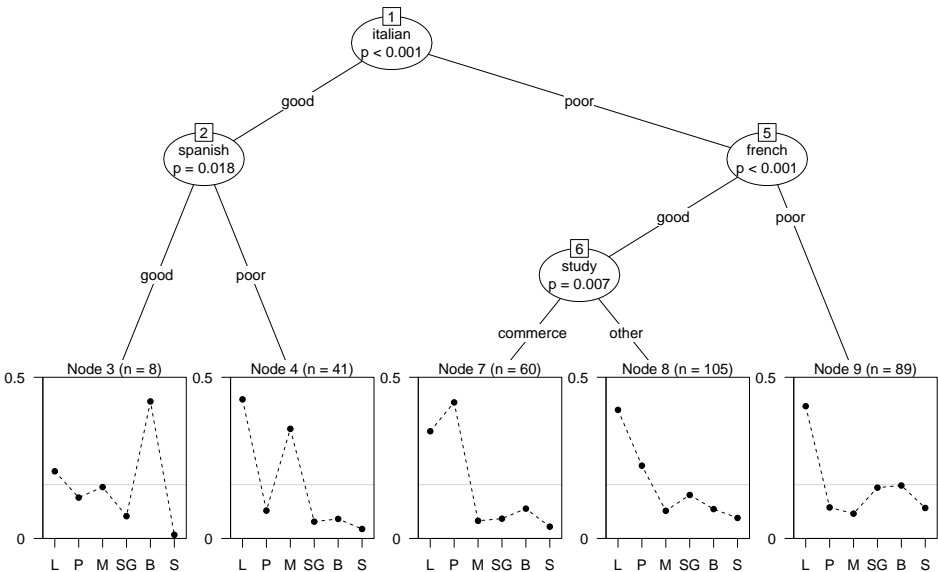 1
italian
p < 0.001
good
poor
2
spanish
p = 0.018
5
french
p < 0.001
good
poor
good
poor
6
study
p = 0.007
commerce
other
Node 3 (n = 8)
Node 4 (n = 41)
Node 7 (n = 60)
Node 8 (n = 105)
Node 9 (n = 89)
0.5
0.5
0.5
0.5
0.5
0
0
0
0
0
L P M SG B S
L P M SG B S
L P M SG B S
L P M SG B S
L P M SG B S